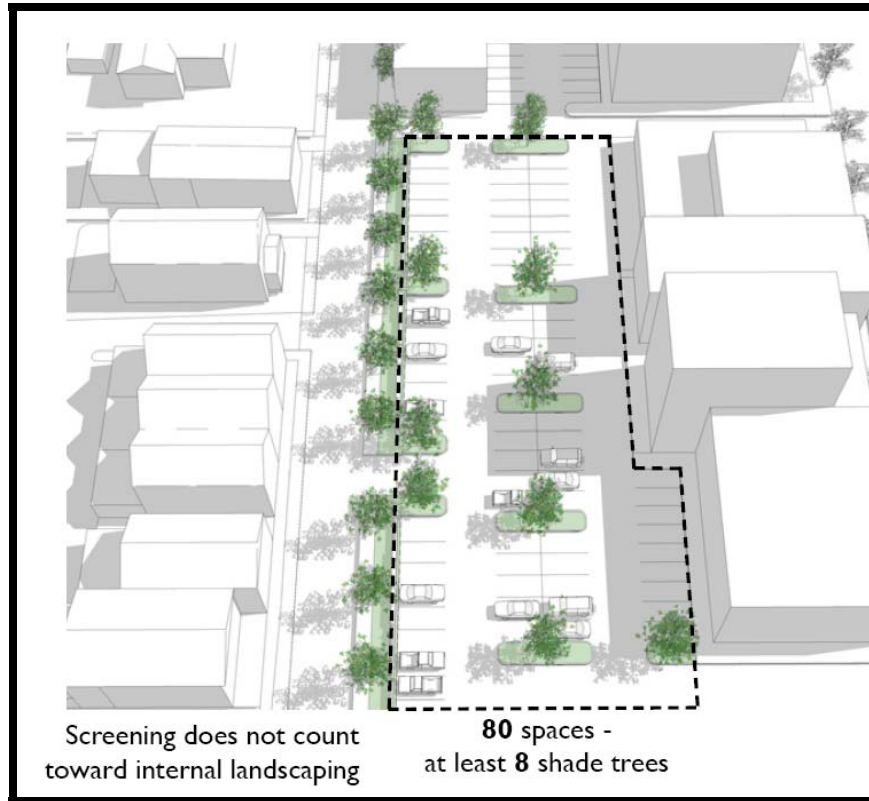 Screening does not count
toward internal landscaping
80 spaces -
at least 8 shade trees